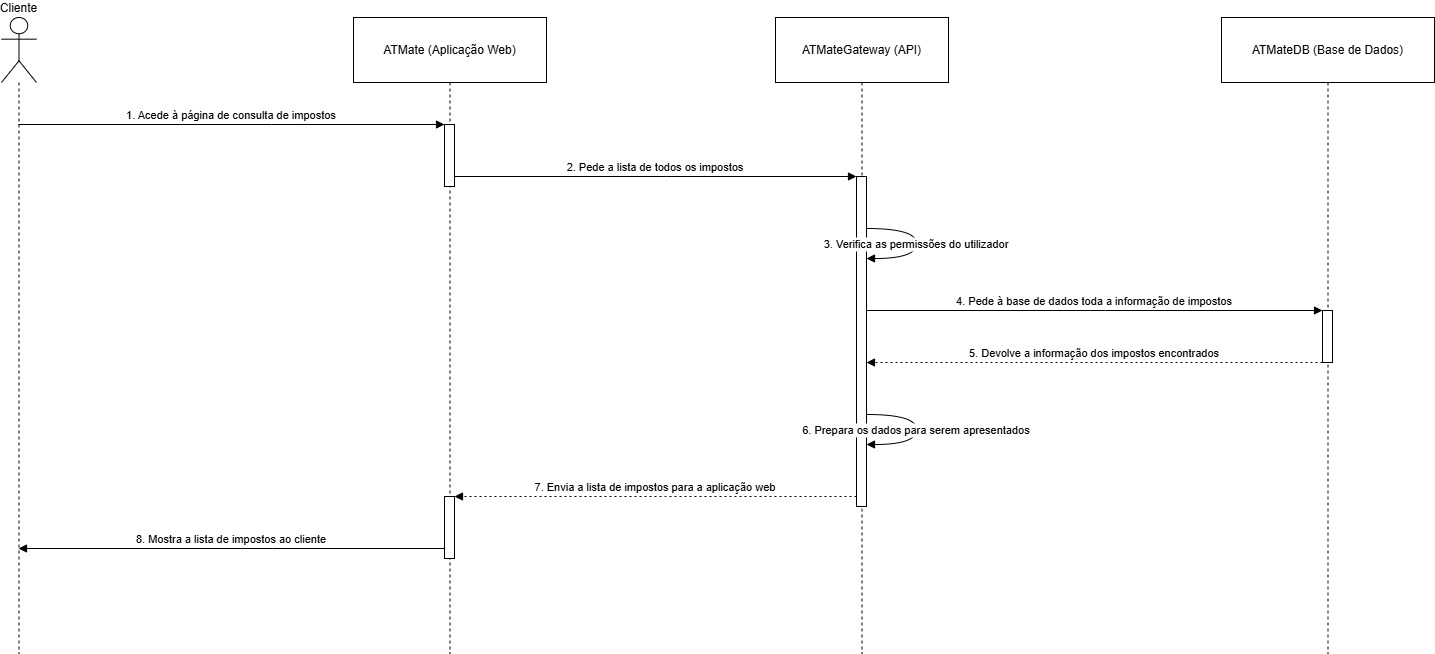 Cliente
ATMate (Aplicação Web)
ATMateGateway (API)
ATMateDB (Base de Dados)
1. Acede à página de consulta de impostos
2. Pede a lista de todos os impostos
3. Verifica as permissões do utilizador
4. Pede à base de dados toda a informação de impostos
5. Devolve a informação dos impostos encontrados
6. Prepara os dados para serem apresentados
7. Envia a lista de impostos para a aplicação web
8. Mostra a lista de impostos ao cliente